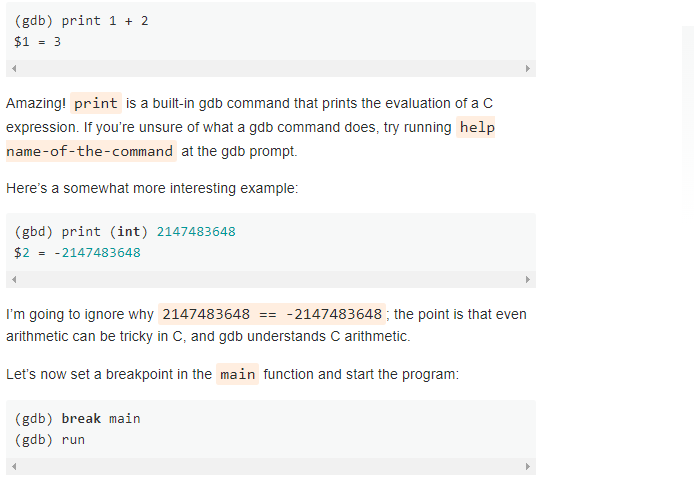 (gdb) print 1 + 2
$1 = 3
Amazing! print is a built-in gdb command that prints the evaluation of a C
expression. If you're unsure of what a gdb command does, try running help
name-of-the-command at the gdb prompt.
Here's a somewhat more interesting example:
(gbd) print (int) 2147483648
$2 = -2147483648
I'm going to ignore why 2147483648 == -2147483648 ; the point is that even
arithmetic can be tricky in C, and gdb understands C arithmetic.
Let's now set a breakpoint in the main function and start the program:
(gdb) break main
(gdb) run